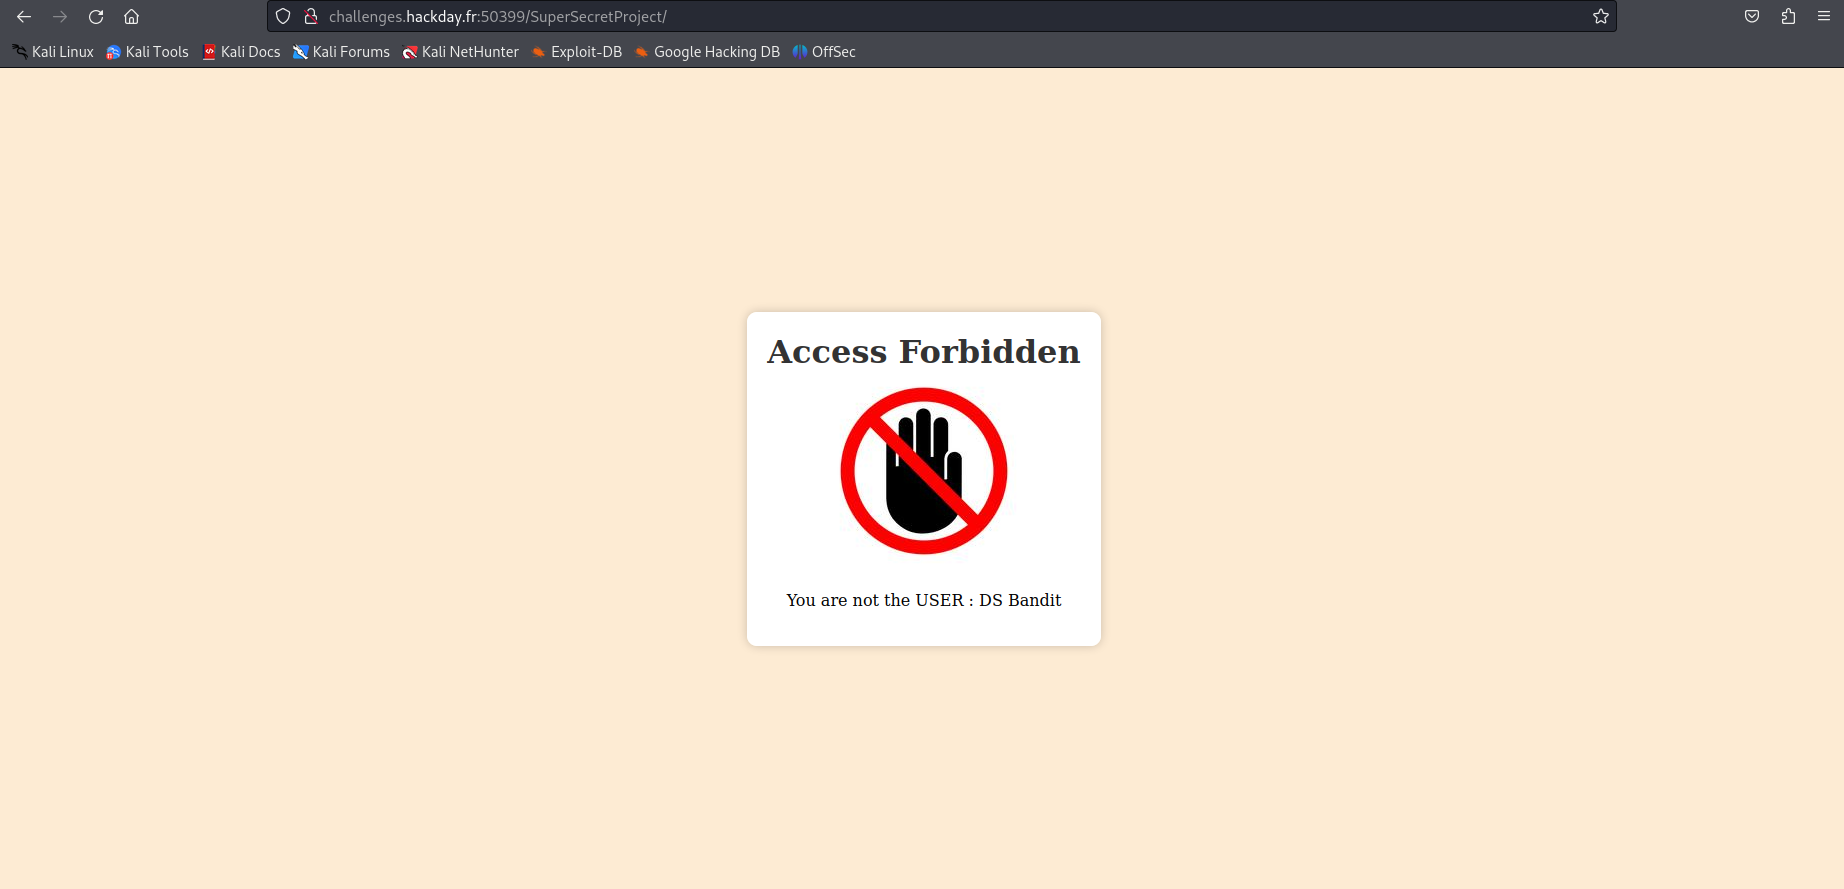 challenges.hackday.fr:50399/SuperSecretProject/
Kali Linux Kali Tools Kali Docs Kali Forums Kali NetHunter Exploit-DB Google Hacking DB OffSec
Access Forbidden
You are not the USER : DS Bandit